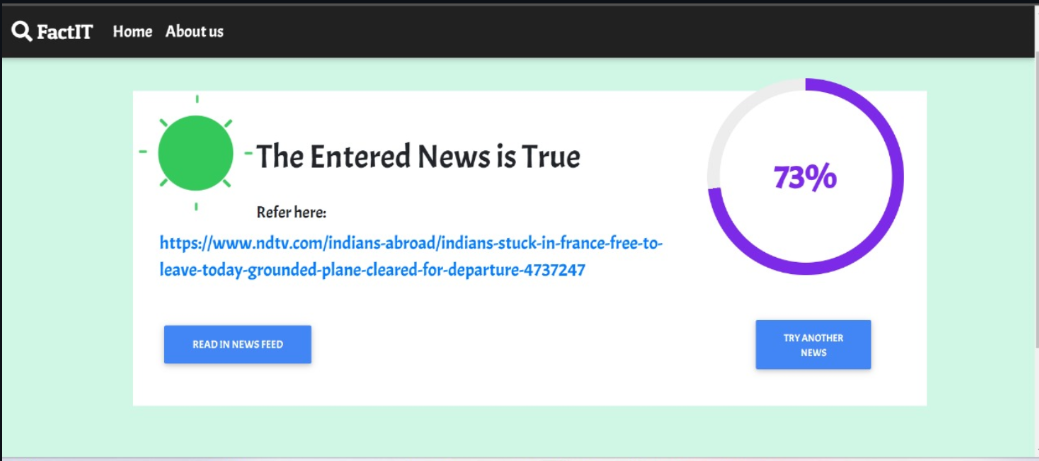 FactIT Home About us
The Entered News is True
73%
Refer here:
https://www.ndtv.com/indians-abroad/indians-stuck-in-france-free-to-
leave-today-grounded-plane-cleared-for-departure-4737247
READ IN NEWS FEED
TRY ANOTHER
NEWS